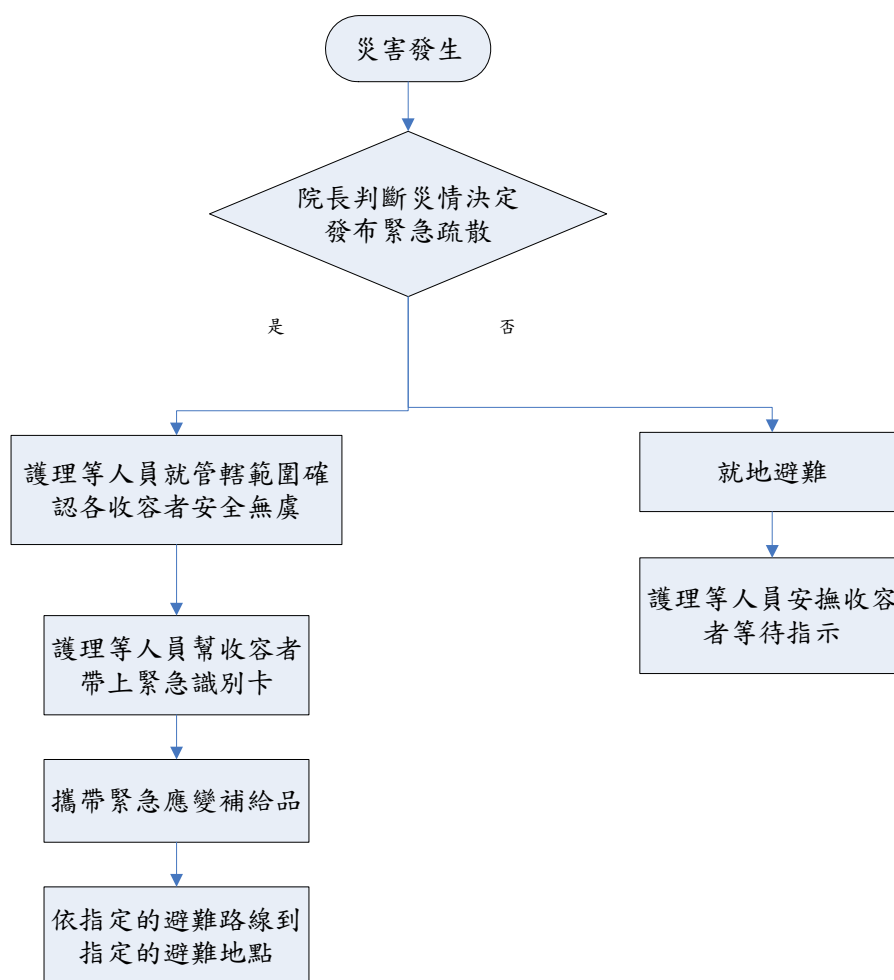 災害發生
院長判斷災情決定
發布緊急疏散
是
否
護理等人員就管轄範圍確
認各收容者安全無虞
就地避難
護理等人員安撫收容
者等待指示
護理等人員幫收容者
帶上緊急識別卡
攜帶緊急應變補給品
依指定的避難路線到
指定的避難地點